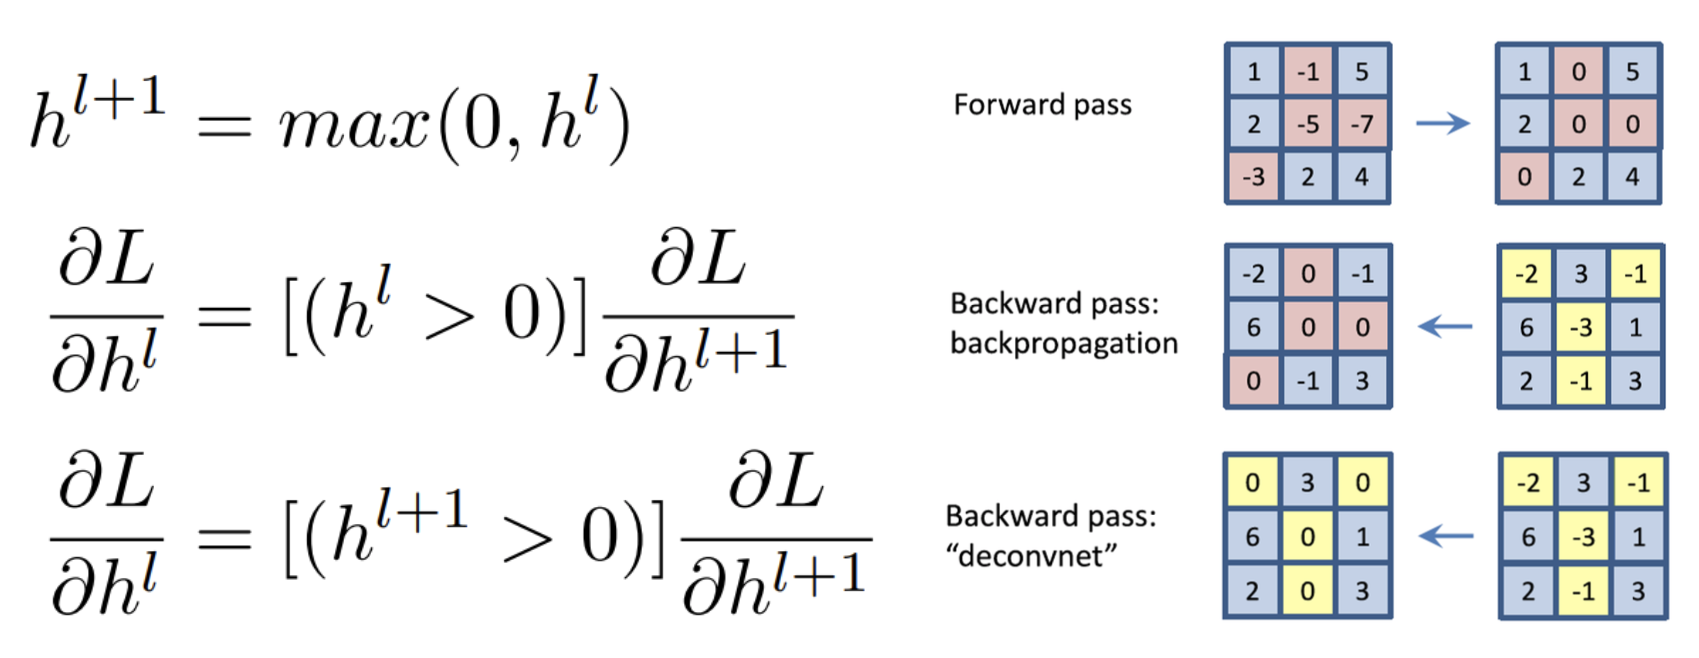 h^{l+1} = max(0, h^l)
Forward pass
1 -1 5
2 -5 -7
-3 2 4
1 0 5
2 0 0
0 2 4
∂L/∂h^l = [(h^l > 0)] ∂L/∂h^{l+1}
Backward pass:
backpropagation
-2 0 -1
6 0 0
0 -1 3
-2 3 -1
6 -3 1
2 -1 3
∂L/∂h^l = [(h^{l+1} > 0)] ∂L/∂h^{l+1}
Backward pass:
“deconvnet”
0 3 0
6 0 1
2 0 3
-2 3 -1
6 -3 1
2 -1 3